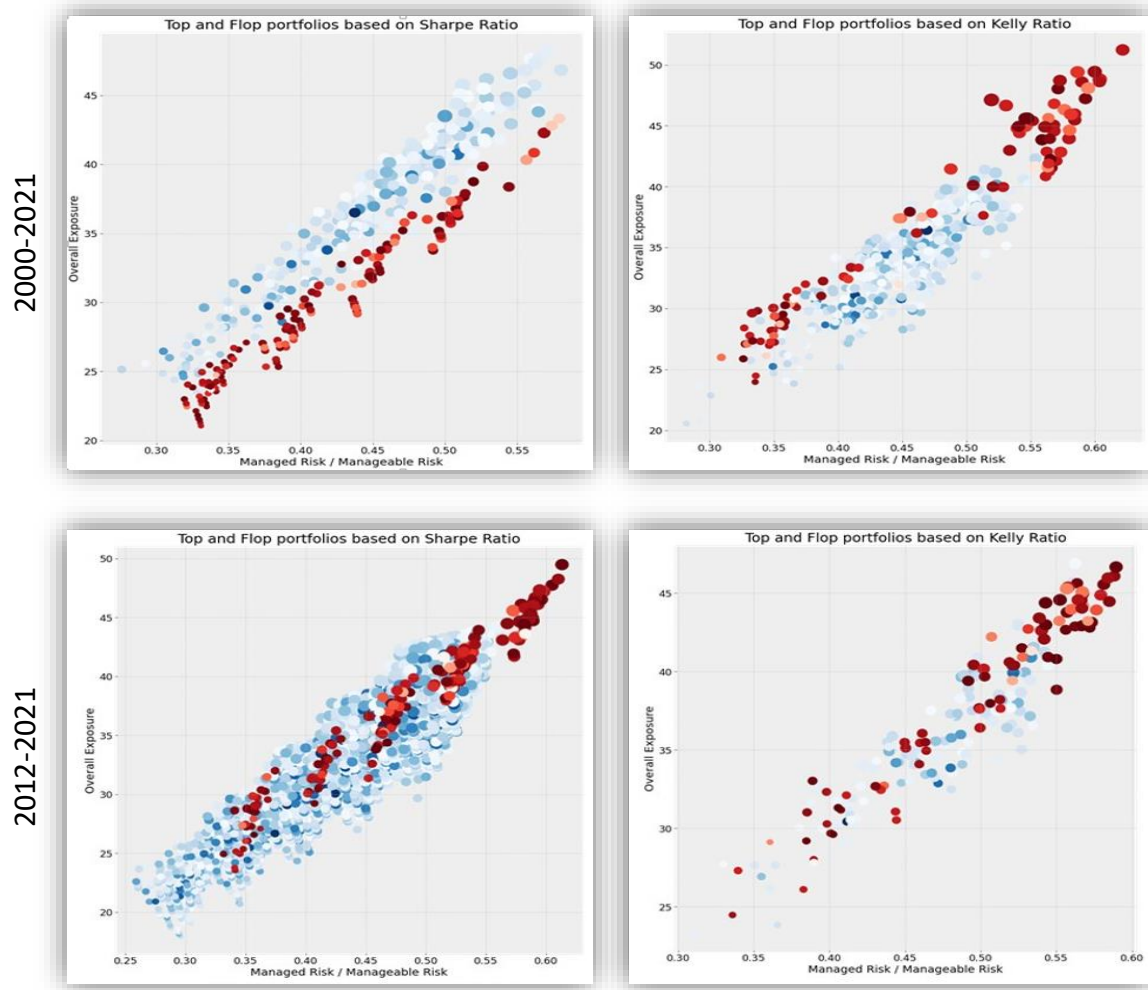 2000-2021
Top and Flop portfolios based on Sharpe Ratio
Overall Exposure
45
40
35
30
25
20
0.30 0.35 0.40 0.45 0.50 0.55
Managed Risk / Manageable Risk
Top and Flop portfolios based on Kelly Ratio
Overall Exposure
50
45
40
35
30
25
20
0.30 0.35 0.40 0.45 0.50 0.55 0.60
Managed Risk / Manageable Risk
2012-2021
Top and Flop portfolios based on Sharpe Ratio
Overall Exposure
50
45
40
35
30
25
20
0.25 0.30 0.35 0.40 0.45 0.50 0.55 0.60
Managed Risk / Manageable Risk
Top and Flop portfolios based on Kelly Ratio
Overall Exposure
45
40
35
30
25
0.30 0.35 0.40 0.45 0.50 0.55 0.60
Managed Risk / Manageable Risk